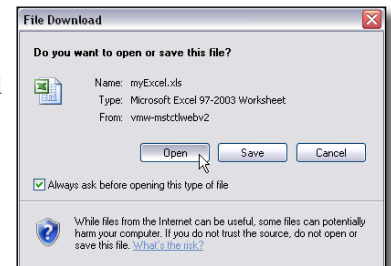 File Download
Do you want to open or save this file?
Name: myExcel.xls
Type: Microsoft Excel 97-2003 Worksheet
From: vmw-mstctlwebv2
Open Save Cancel
Always ask before opening this type of file
While files from the Internet can be useful, some files can potentially
harm your computer. If you do not trust the source, do not open or
save this file. What's the risk?